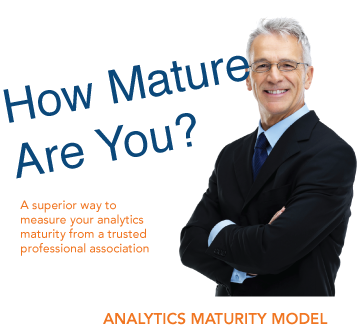 How Mature
Are You?
A superior way to
measure your analytics
maturity from a trusted
professional association
ANALYTICS MATURITY MODEL